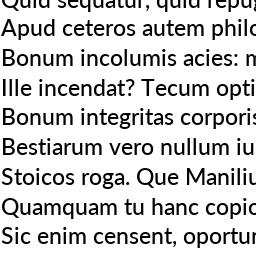 Quid sequatur, quid repug
Apud ceteros autem philo
Bonum incolumis acies: m
Ille incendat? Tecum opti
Bonum integritas corporis
Bestiarum vero nullum iu
Stoicos roga. Que Maniliu
Quamquam tu hanc copio
Sic enim censent, oportun